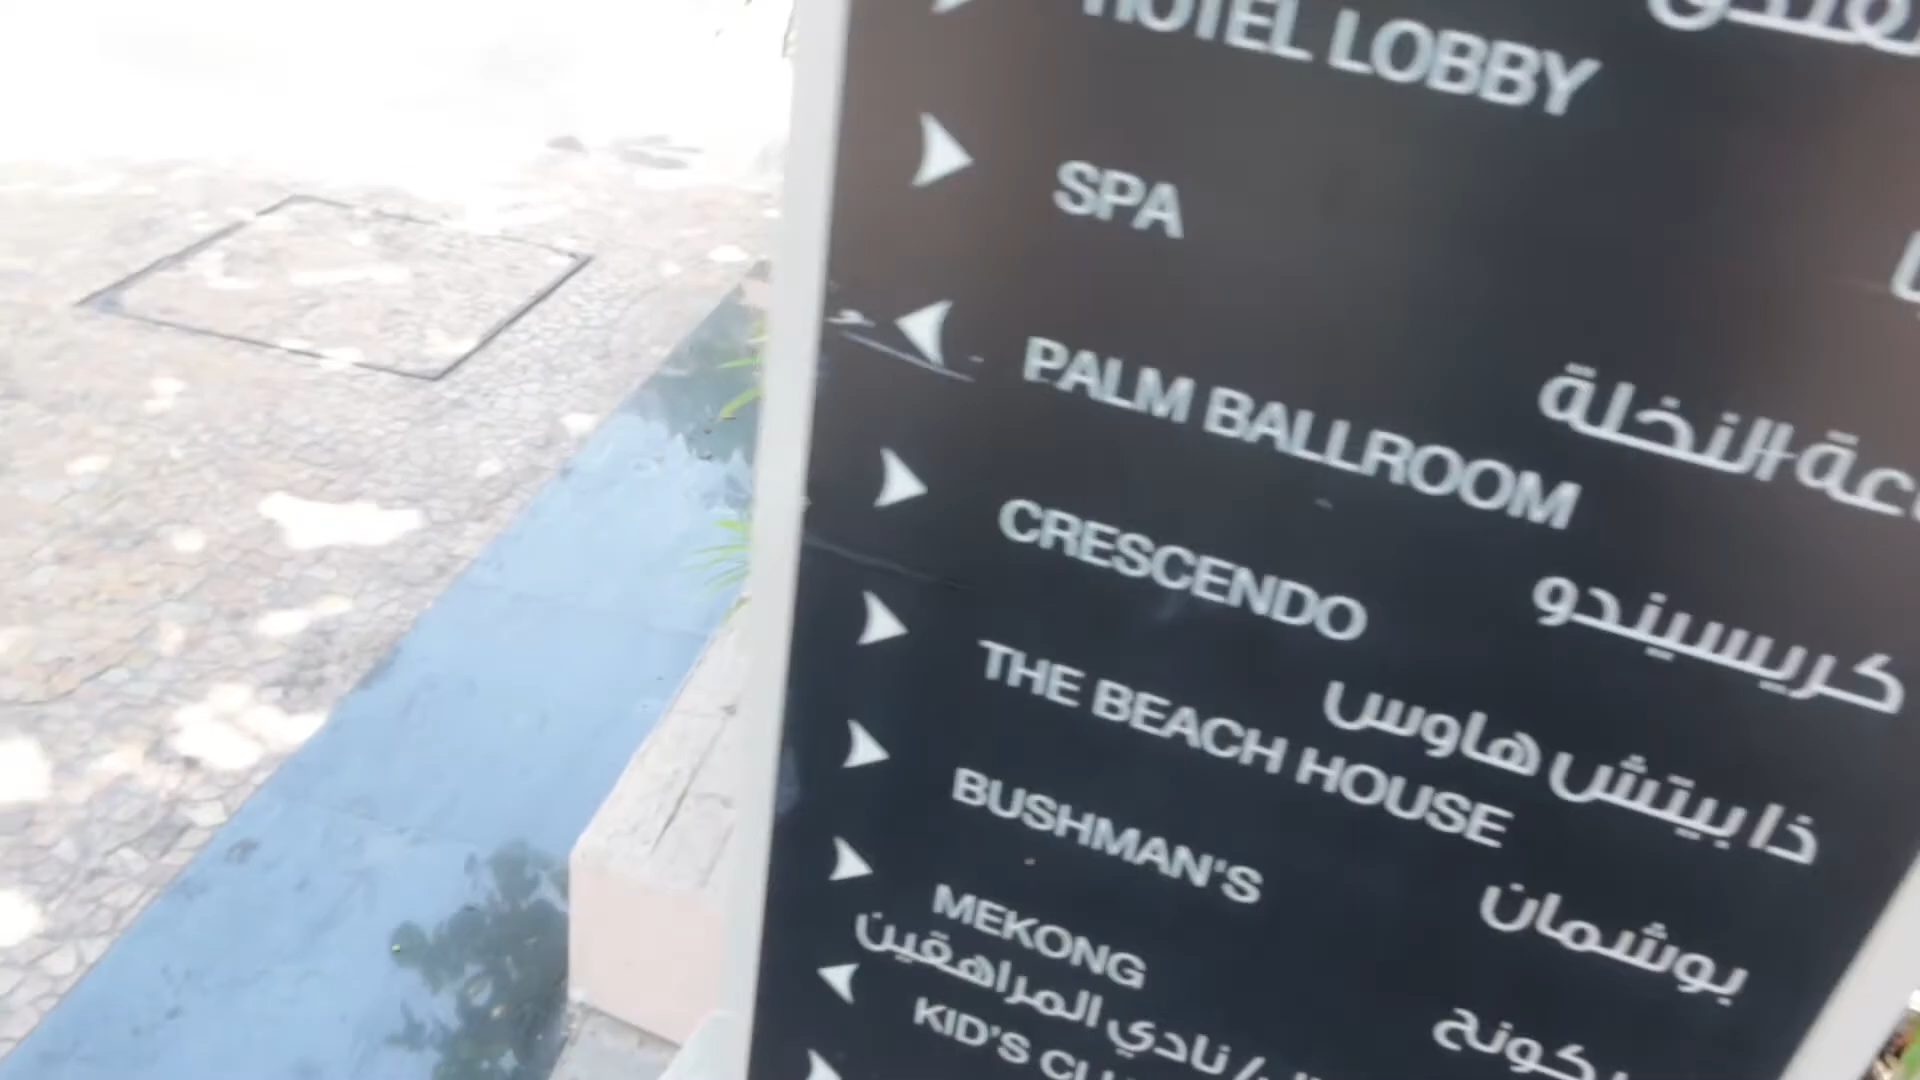 HOTEL LOBBY
SPA
PALM BALLROOM
النخلة
CRESCENDO
كريسيندو
THE BEACH HOUSE
ذا بيتش هاوس
BUSHMAN'S
بوشمان
MEKONG
KID'S
نادي المراهقين